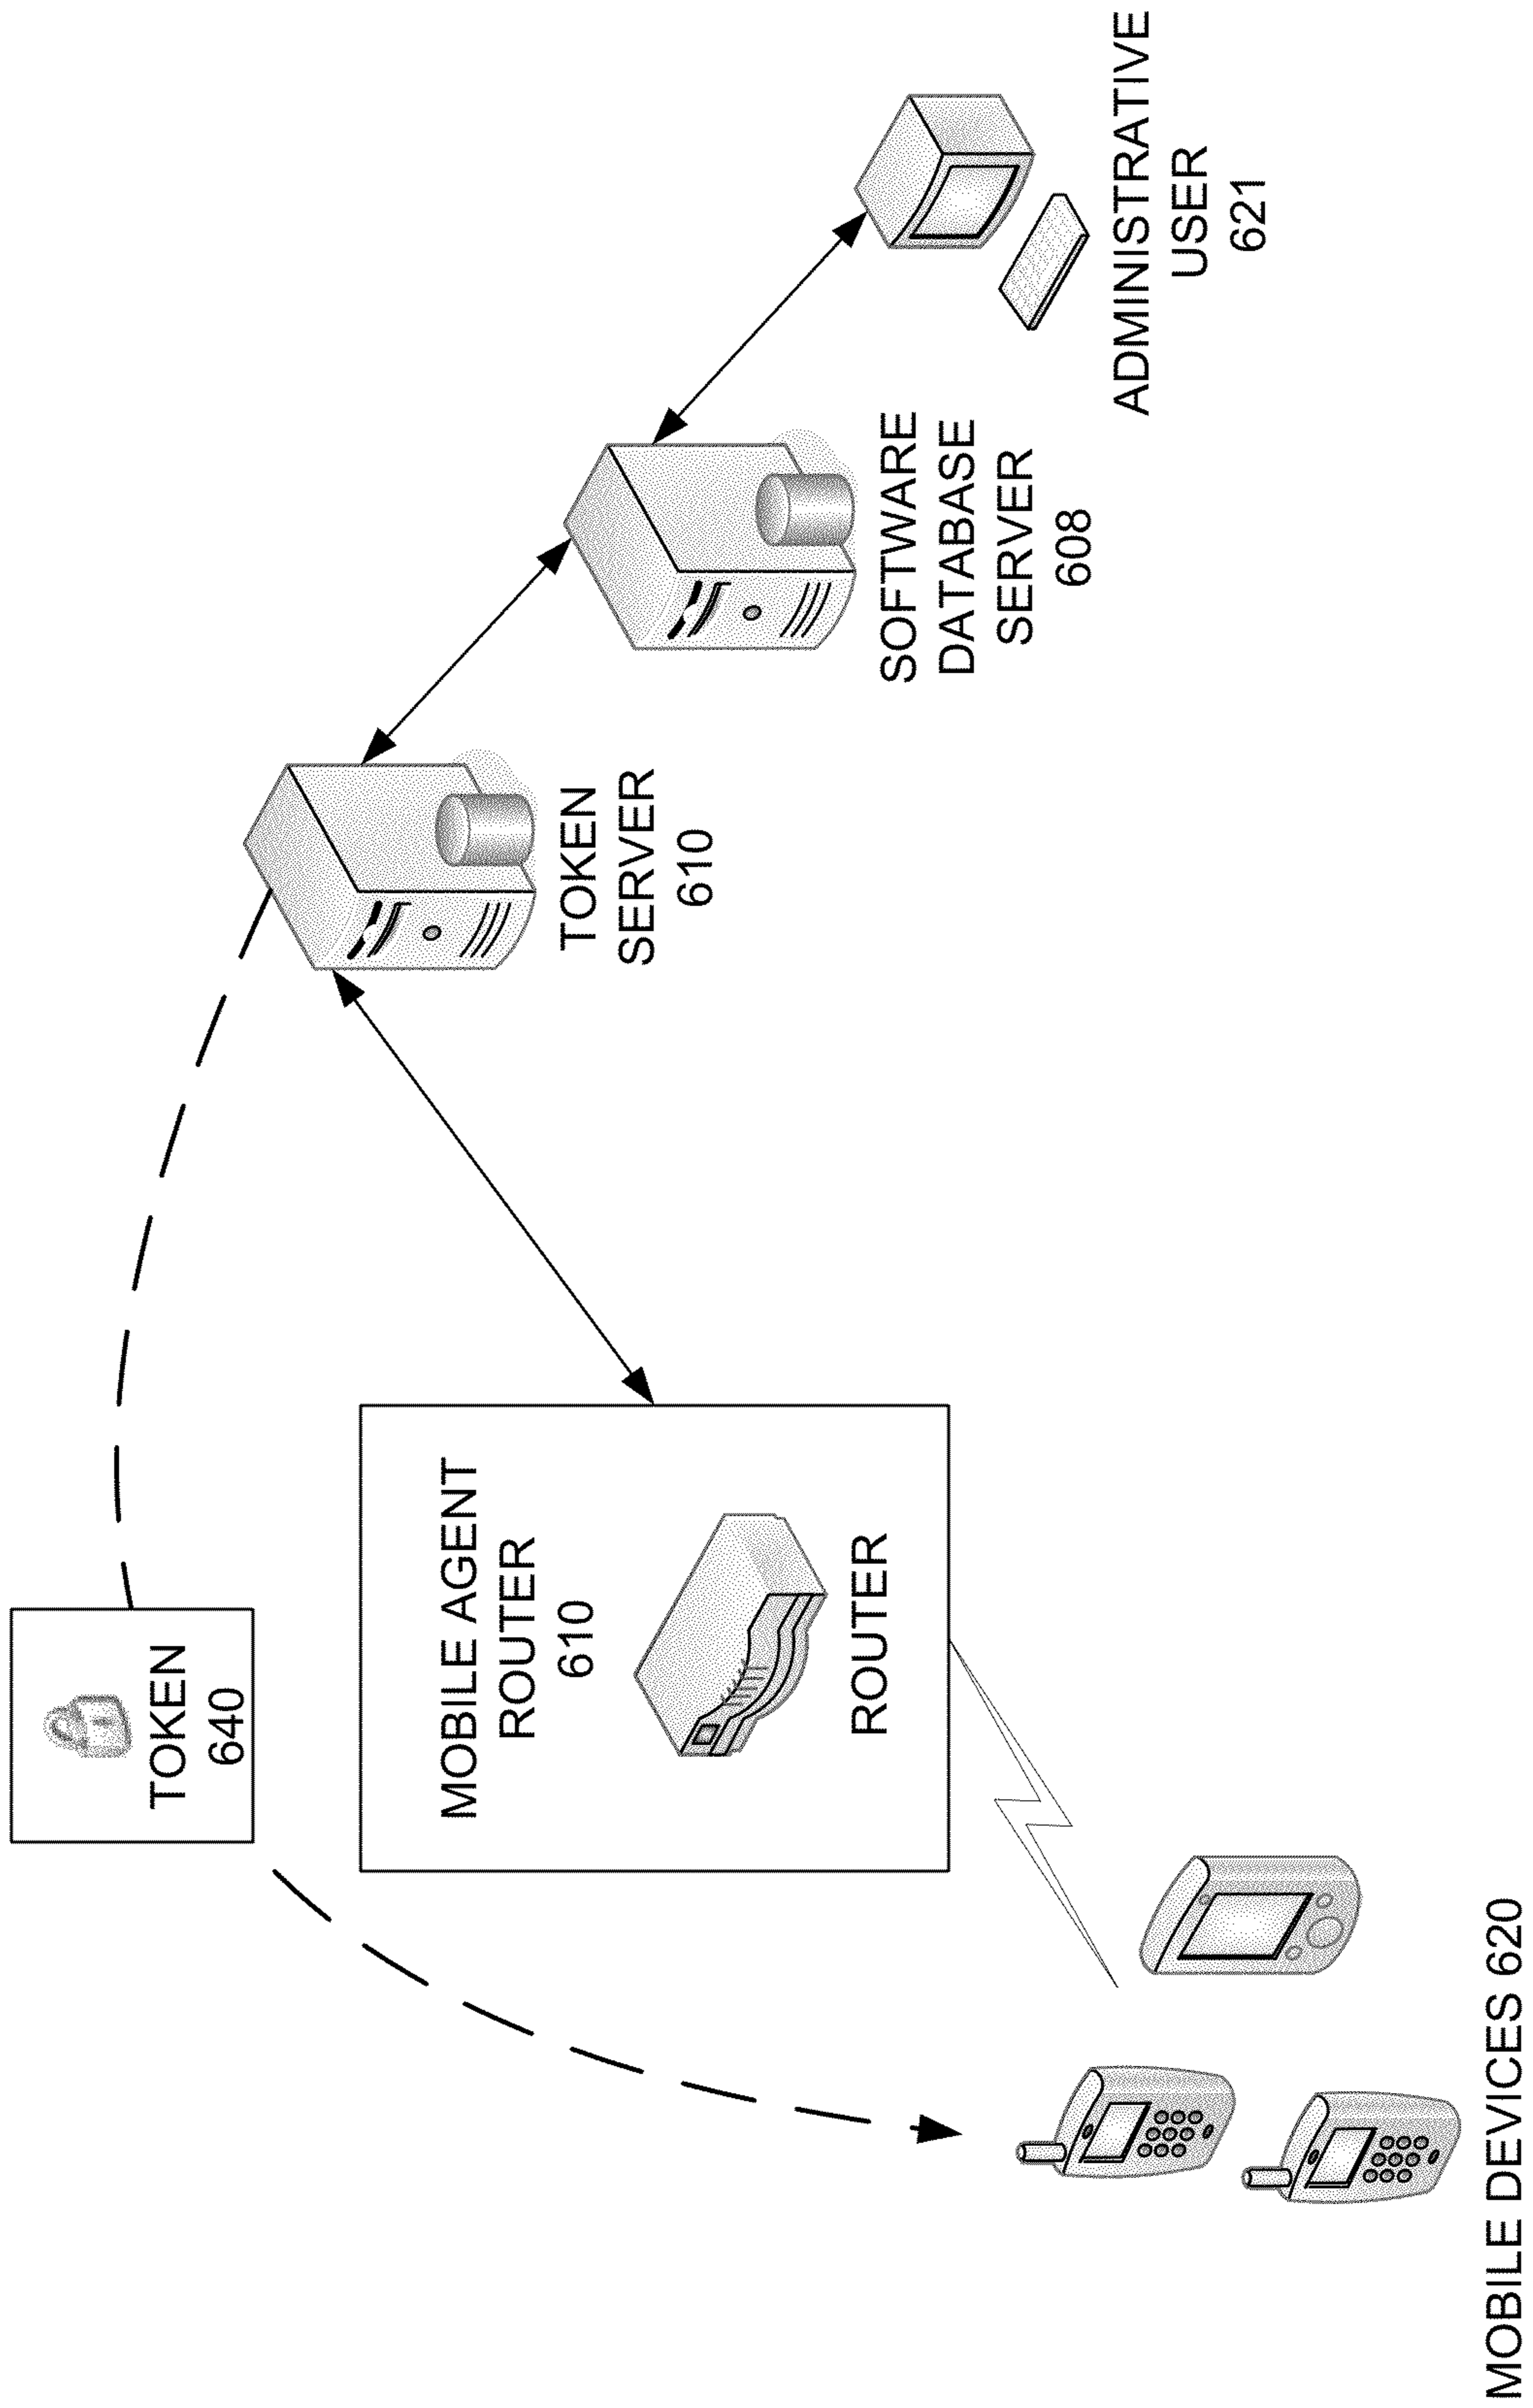 TOKEN
640
MOBILE AGENT
ROUTER
610
ROUTER
MOBILE DEVICES 620
TOKEN
SERVER
610
SOFTWARE
DATABASE
SERVER
608
ADMINISTRATIVE
USER
621